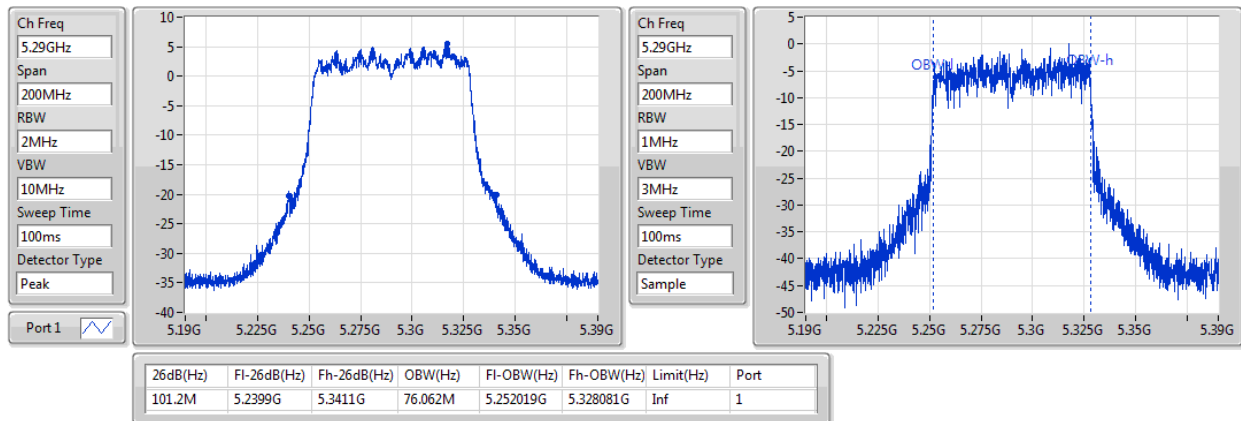 Ch Freq
5.29GHz
Span
200MHz
RBW
2MHz
VBW
10MHz
Sweep Time
100ms
Detector Type
Peak
Port 1
10
5
0
-5
-10
-15
-20
-25
-30
-35
-40
5.19G 5.225G 5.25G 5.275G 5.3G 5.325G 5.35G 5.39G
Ch Freq
5.29GHz
Span
200MHz
RBW
1MHz
VBW
3MHz
Sweep Time
100ms
Detector Type
Sample
5
0
-5
-10
-15
-20
-25
-30
-35
-40
-45
-50
OBW-h
5.19G 5.225G 5.25G 5.275G 5.3G 5.325G 5.35G 5.39G
26dB(Hz) Fl-26dB(Hz) Fh-26dB(Hz) OBW(Hz) Fl-OBW(Hz) Fh-OBW(Hz) Limit(Hz) Port
101.2M 5.2399G 5.3411G 76.062M 5.252019G 5.328081G Inf 1